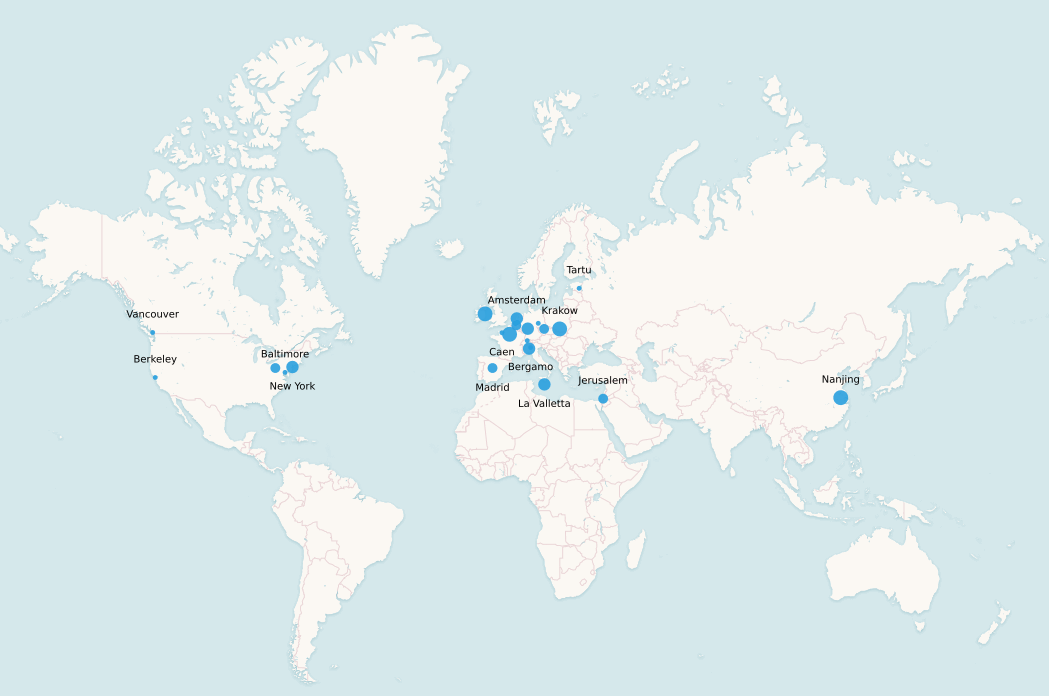 Tartu
Amsterdam
Krakow
Vancouver
Caen
Baltimore
Berkeley
Bergamo
Jerusalem
Nanjing
New York
Madrid
La Valletta